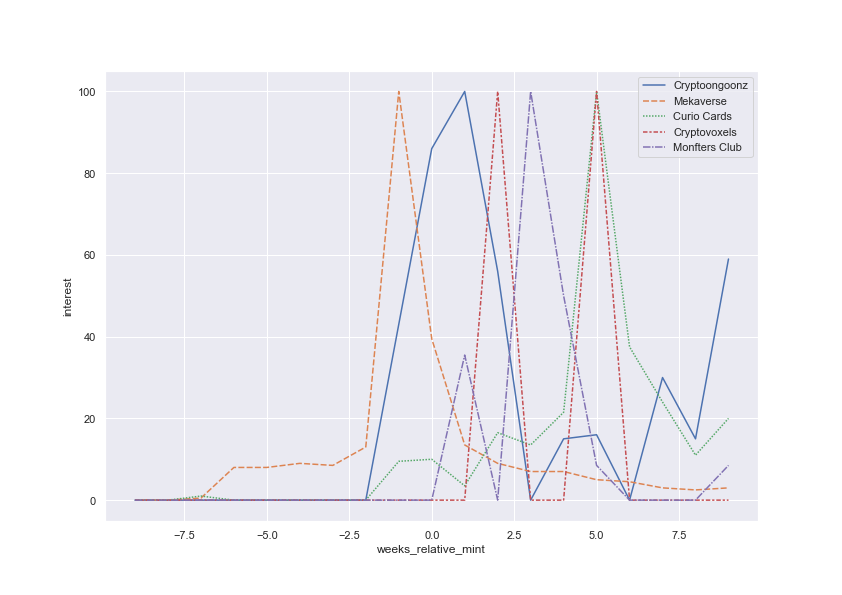 Cryptoongoonz
Mekaverse
Curio Cards
Cryptovoxels
Monfters Club
100
80
60
40
20
0
interest
−7.5 −5.0 −2.5 0.0 2.5 5.0 7.5
weeks_relative_mint